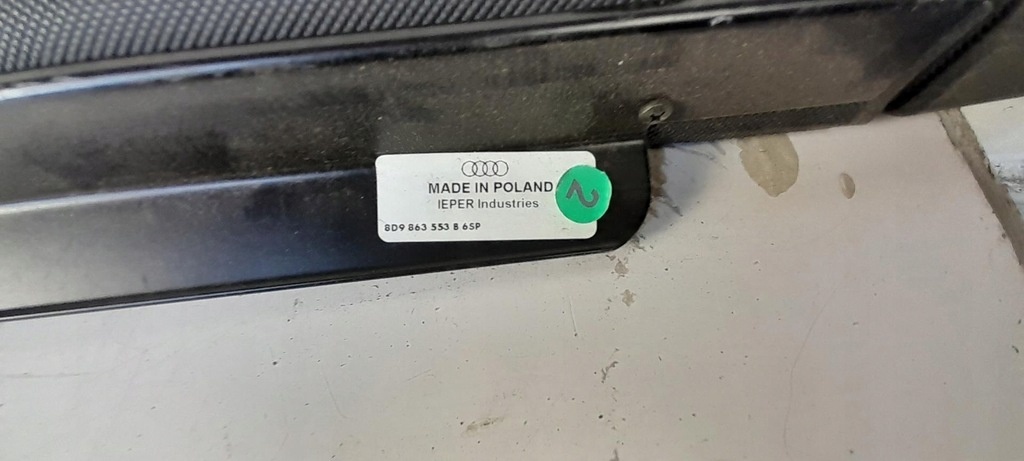 MADE IN POLAND
IEPER Industries
2
8D9 863 553 B 6SP